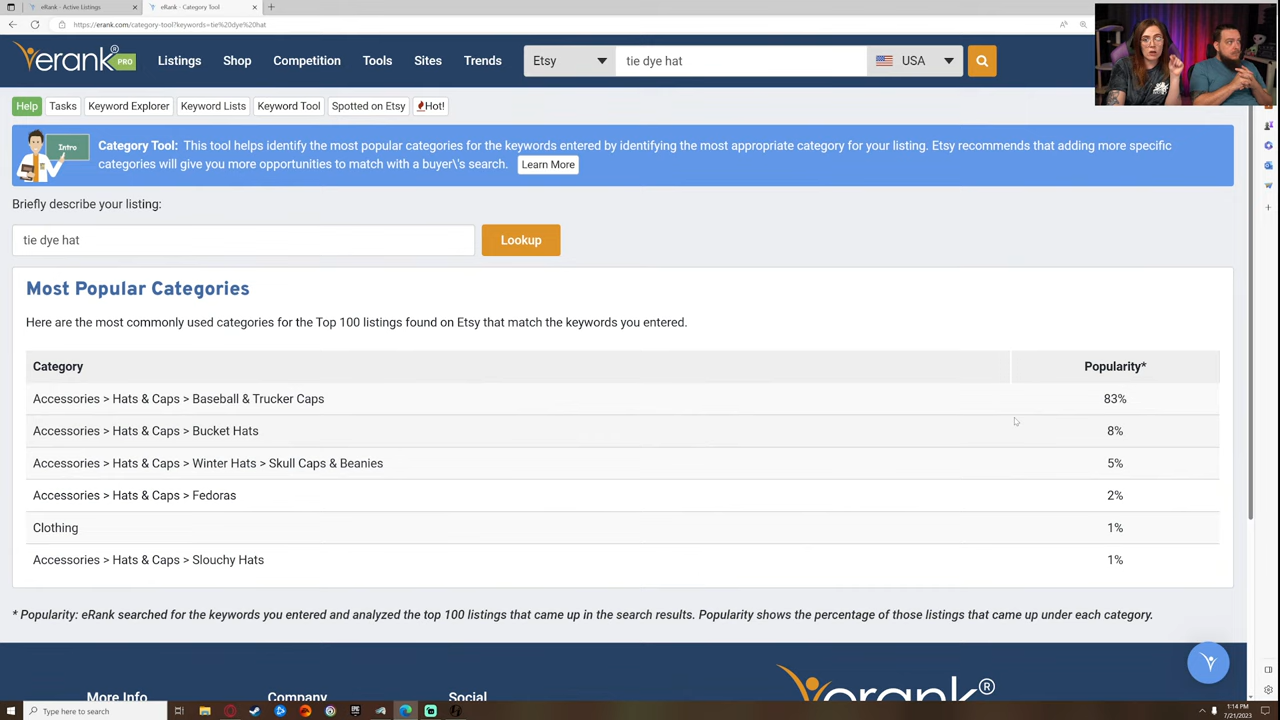 eRank - Active Listings
eRank - Category Tool
https://erank.com/category-tool?keywords=tie%20dye%20hat
erank® PRO
Listings
Shop
Competition
Tools
Sites
Trends
Etsy
tie dye hat
USA
Help
Tasks
Keyword Explorer
Keyword Lists
Keyword Tool
Spotted on Etsy
Hot!
Intro
Category Tool: This tool helps identify the most popular categories for the keywords entered by identifying the most appropriate category for your listing. Etsy recommends that adding more specific
categories will give you more opportunities to match with a buyer\'s search. Learn More
Briefly describe your listing:
tie dye hat
Lookup
Most Popular Categories
Here are the most commonly used categories for the Top 100 listings found on Etsy that match the keywords you entered.
Category Popularity*
Accessories > Hats & Caps > Baseball & Trucker Caps 83%
Accessories > Hats & Caps > Bucket Hats 8%
Accessories > Hats & Caps > Winter Hats > Skull Caps & Beanies 5%
Accessories > Hats & Caps > Fedoras 2%
Clothing 1%
Accessories > Hats & Caps > Slouchy Hats 1%
* Popularity: eRank searched for the keywords you entered and analyzed the top 100 listings that came up in the search results. Popularity shows the percentage of those listings that came up under each category.
More Info
Company
Social
erank®
Type here to search
1:14 PM
7/21/2023